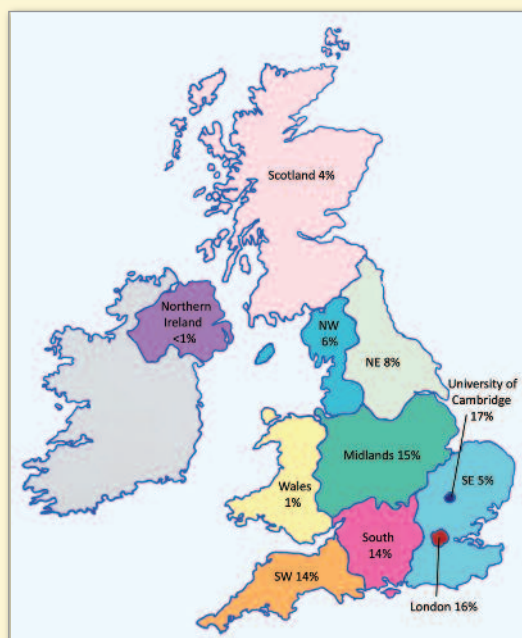 Scotland 4%
Northern
Ireland
<1%
NW
6%
NE 8%
University of
Cambridge
17%
Midlands 15%
SE 5%
Wales
1%
South
14%
SW 14%
London 16%